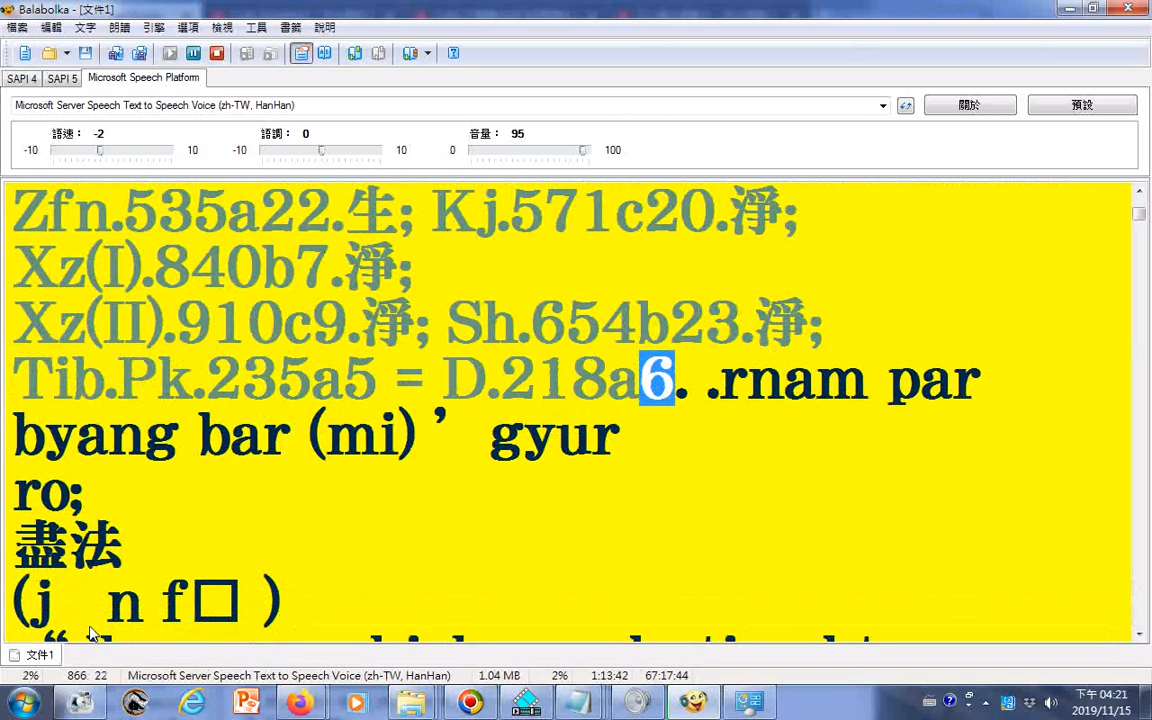 Balabolka - [文件1]
檔案 編輯 文字 朗讀 引擎 選項 檢視 工具 書籤 說明
SAPI 4 SAPI 5 Microsoft Speech Platform
Microsoft Server Speech Text to Speech Voice (zh-TW, HanHan) 關於 預設
語速： -2 語調： 0 音量： 95
-10 10 -10 10 0 100
Zfn.535a22.生; Kj.571c20.淨;
Xz(I).840b7.淨;
Xz(II).910c9.淨; Sh.654b23.淨;
Tib.Pk.235a5 = D.218a6. .rnam par
byang bar (mi) ’ gyur
ro;
盡法
(j n f□ )
文件1
2% 866: 22 Microsoft Server Speech Text to Speech Voice (zh-TW, HanHan) 1.04 MB 2% 1:13:42 67:17:44
下午 04:21
2019/11/15